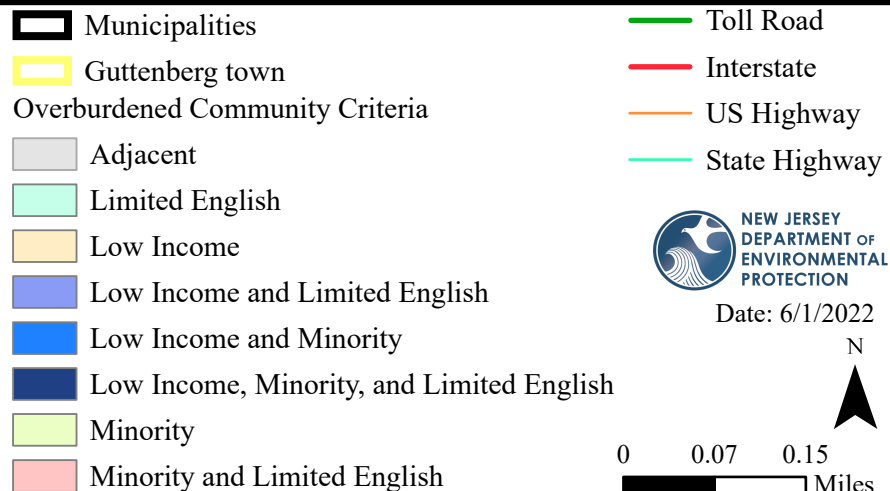 Municipalities
Guttenberg town
Overburdened Community Criteria
Adjacent
Limited English
Low Income
Low Income and Limited English
Low Income and Minority
Low Income, Minority, and Limited English
Minority
Minority and Limited English
Toll Road
Interstate
US Highway
State Highway
NEW JERSEY
DEPARTMENT OF
ENVIRONMENTAL
PROTECTION
Date: 6/1/2022
N
0 0.07 0.15
Miles